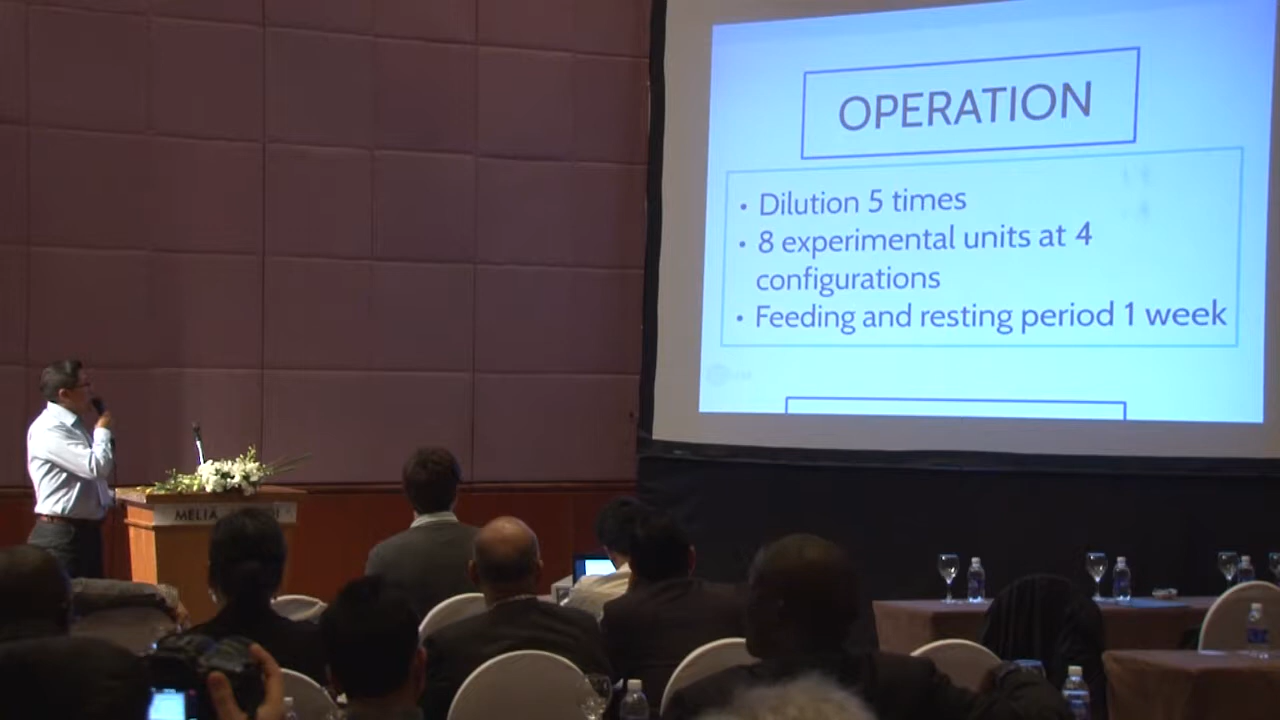 OPERATION
• Dilution 5 times
• 8 experimental units at 4
configurations
• Feeding and resting period 1 week
MELIA